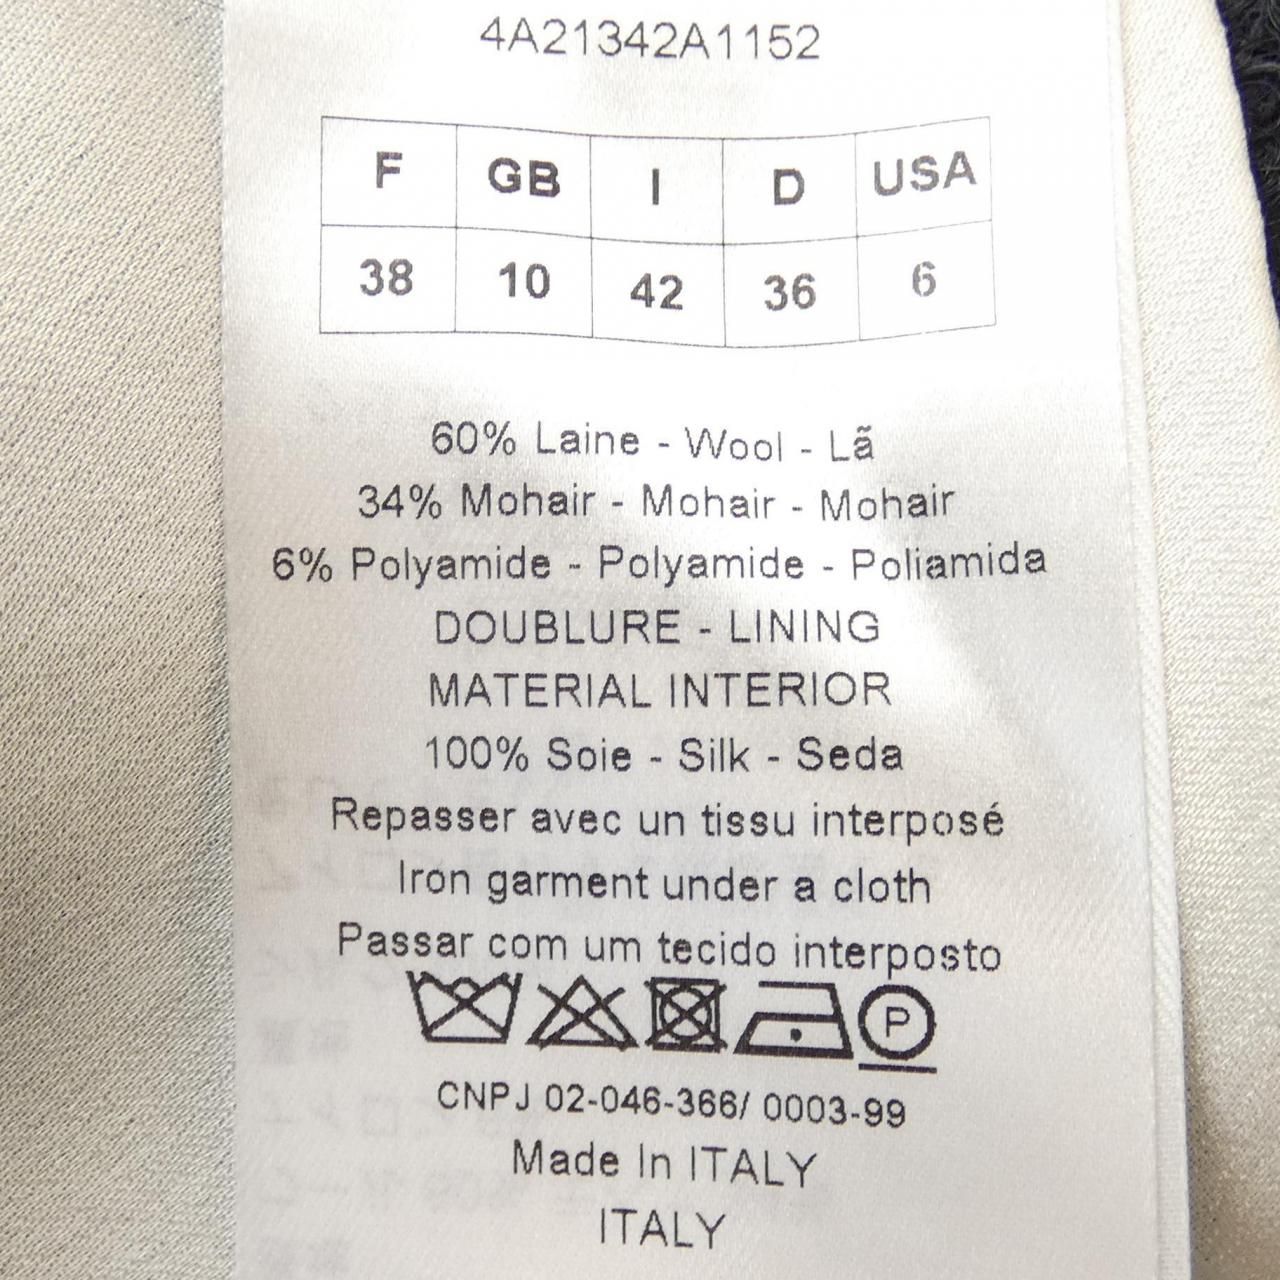 4A21342A1152
F GB I D USA
38 10 42 36 6
60% Laine - Wool - Lã
34% Mohair - Mohair - Mohair
6% Polyamide - Polyamide - Poliamida
DOUBLURE - LINING
MATERIAL INTERIOR
100% Soie - Silk - Seda
Repasser avec un tissu interposé
Iron garment under a cloth
Passar com um tecido interposto
P
CNPJ 02-046-366/ 0003-99
Made In ITALY
ITALY